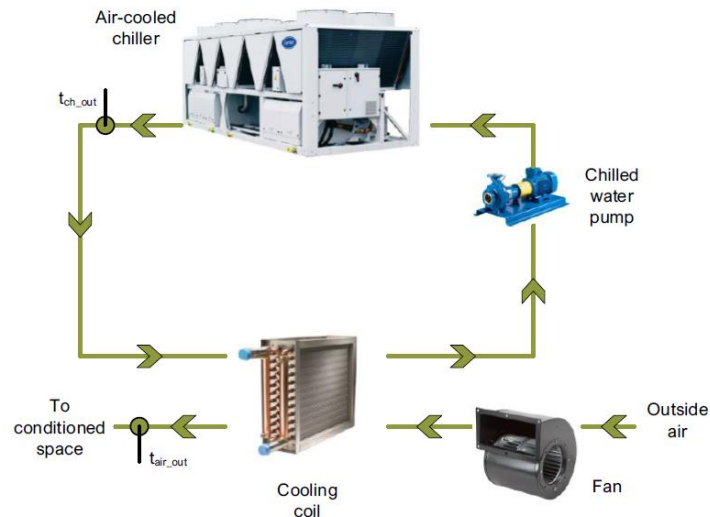 Air-cooled
chiller
t_ch_out
Chilled
water
pump
To
conditioned
space
t_air_out
Cooling
coil
Fan
Outside
air